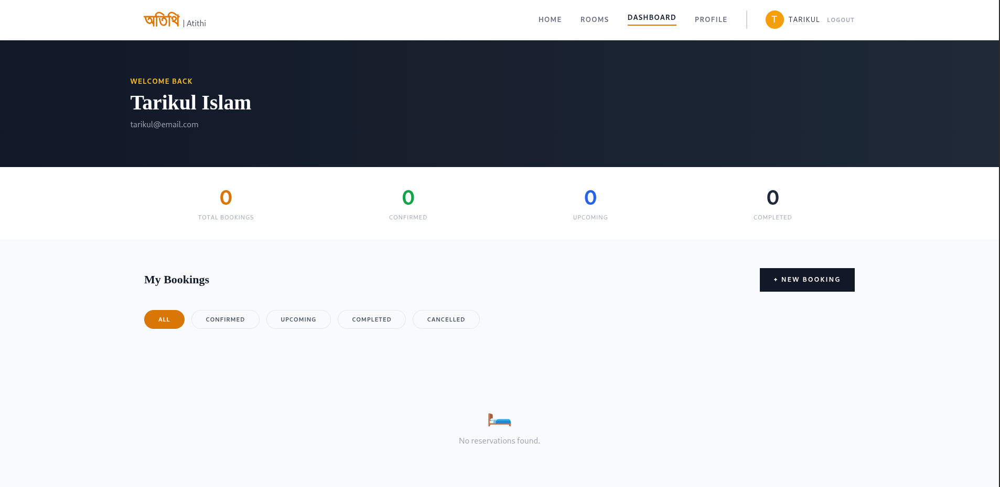 অতিথি | Atithi
HOME ROOMS DASHBOARD PROFILE T TARIKUL LOGOUT
WELCOME BACK
Tarikul Islam
tarikul@email.com
0 0 0 0
TOTAL BOOKINGS CONFIRMED UPCOMING COMPLETED
My Bookings + NEW BOOKING
ALL CONFIRMED UPCOMING COMPLETED CANCELLED
No reservations found.